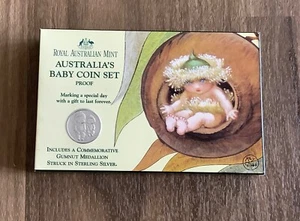 ROYAL AUSTRALIAN MINT
AUSTRALIA'S
BABY COIN SET
PROOF
Marking a special day
with a gift to last forever.
INCLUDES A COMMEMORATIVE
GUMNUT MEDALLION
STRUCK IN STERLING SILVER.